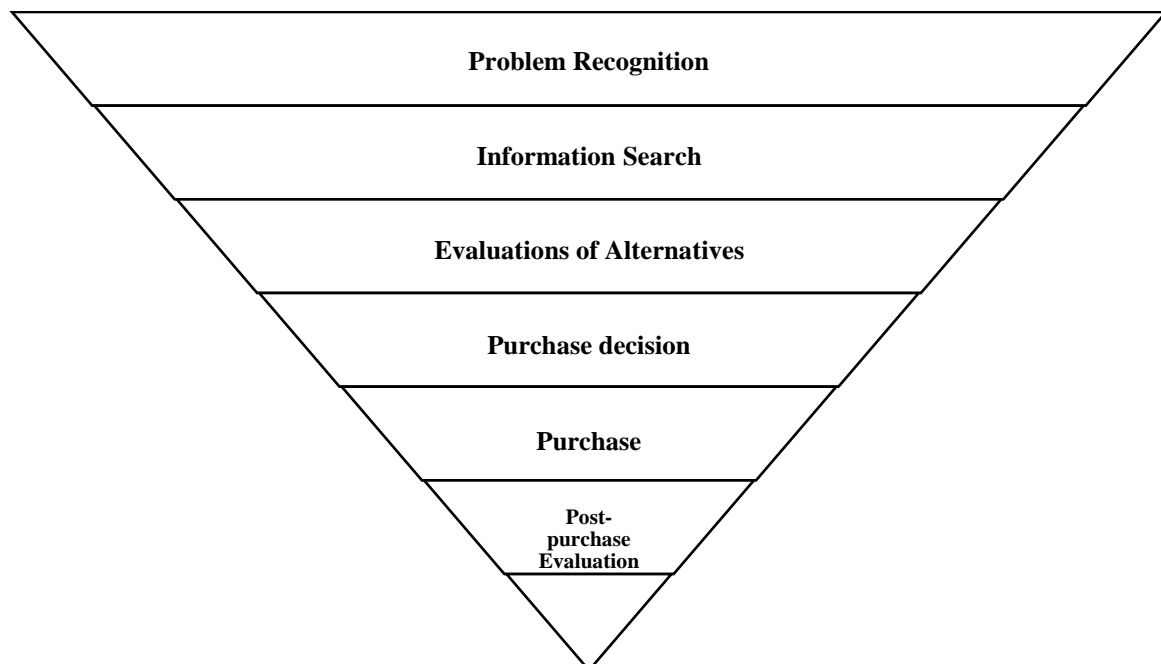 Problem Recognition
Information Search
Evaluations of Alternatives
Purchase decision
Purchase
Post-
purchase
Evaluation